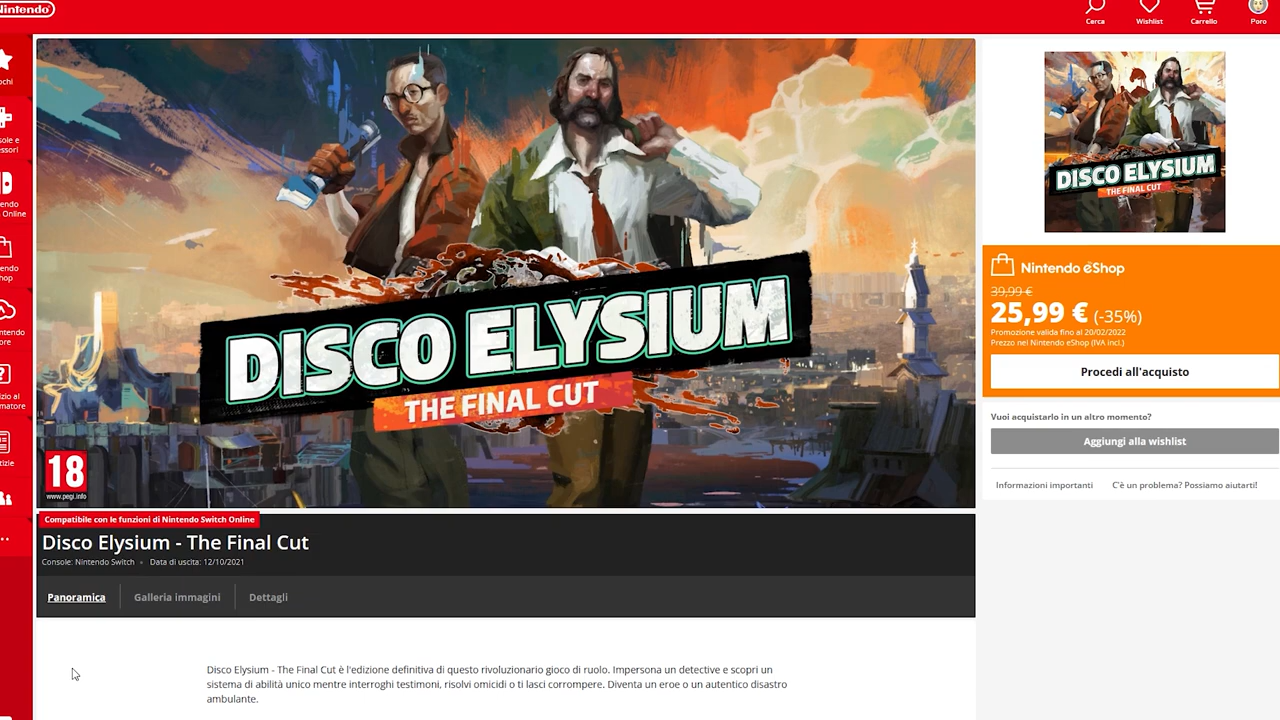 Nintendo
Cerca
Wishlist
Carrello
Poro
DISCO ELYSIUM
THE FINAL CUT
18
www.pegi.info
DISCO ELYSIUM
THE FINAL CUT
Nintendo eShop
39,99 €
25,99 € (-35%)
Promozione valida fino al 20/02/2022
Prezzo nel Nintendo eShop (IVA incl.)
Procedi all'acquisto
Vuoi acquistarlo in un altro momento?
Aggiungi alla wishlist
Informazioni importanti
C'è un problema? Possiamo aiutarti!
Compatibile con le funzioni di Nintendo Switch Online
Disco Elysium - The Final Cut
Console: Nintendo Switch • Data di uscita: 12/10/2021
Panoramica
Galleria immagini
Dettagli
Disco Elysium - The Final Cut è l'edizione definitiva di questo rivoluzionario gioco di ruolo. Impersona un detective e scopri un
sistema di abilità unico mentre interroghi testimoni, risolvi omicidi o ti lasci corrompere. Diventa un eroe o un autentico disastro
ambulante.